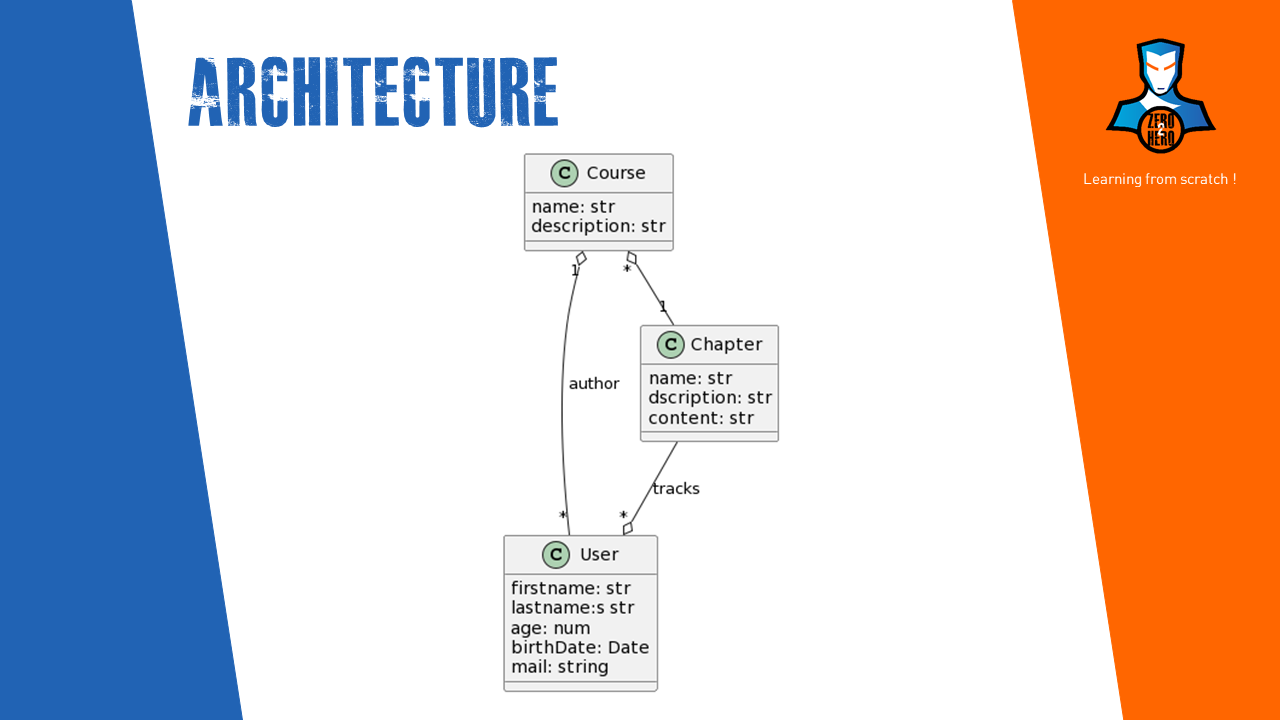 ARCHITECTURE
ZERO
2
HERO
Learning from scratch !
C Course
name: str
description: str
1
*
1
C Chapter
name: str
dscription: str
content: str
author
tracks
*
*
C User
firstname: str
lastname:s str
age: num
birthDate: Date
mail: string